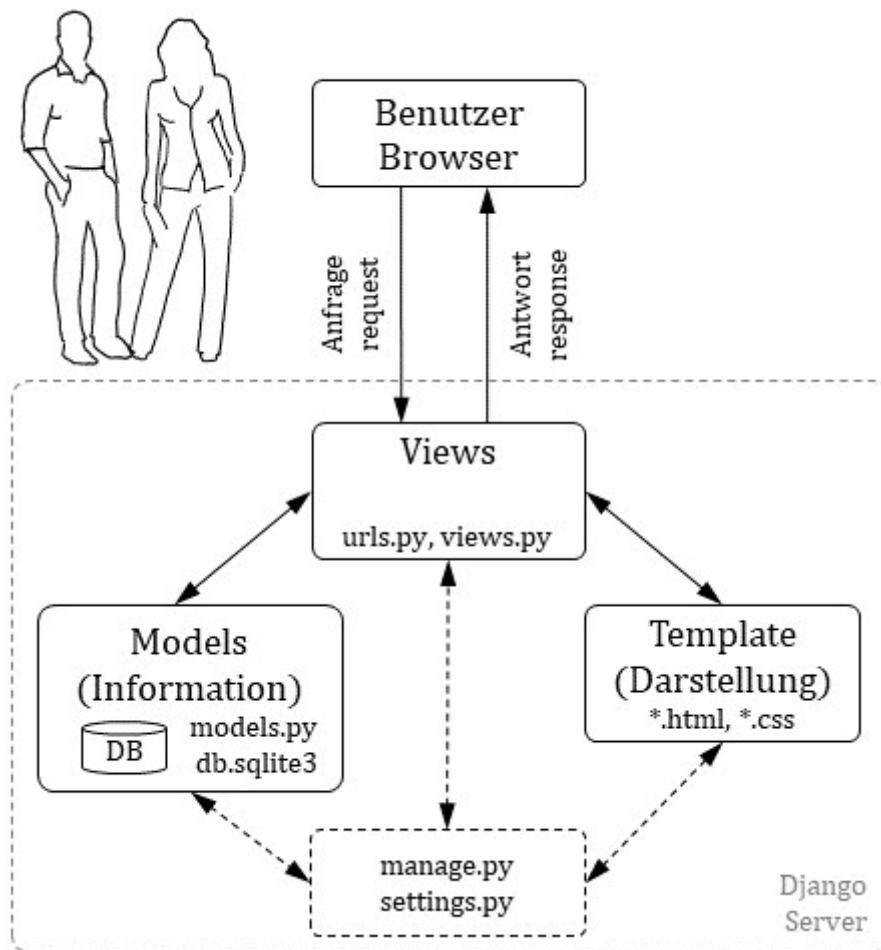 Benutzer
Browser
Anfrage
request
Antwort
response
Views
urls.py, views.py
Models
(Information)
models.py
DB
db.sqlite3
Template
(Darstellung)
*.html, *.css
manage.py
settings.py
Django
Server